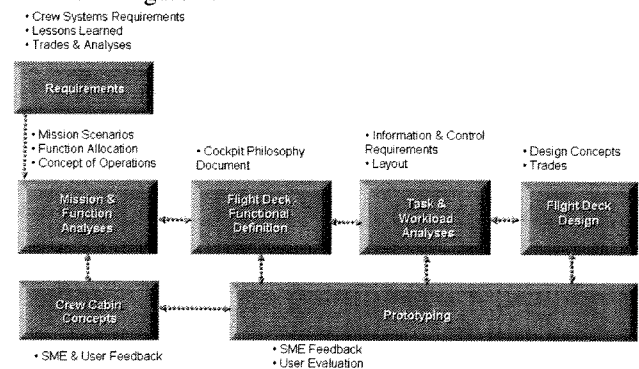 • Crew Systems Requirements
• Lessons Learned
• Trades & Analyses
Requirements
• Mission Scenarios
• Function Allocation
• Concept of Operations
• Cockpit Philosophy
Document
• Information & Control
Requirements
• Layout
• Design Concepts
• Trades
Mission &
Function
Analyses
Flight Deck
Functional
Definition
Task &
Workload
Analyses
Flight Deck
Design
Crew Cabin
Concepts
Prototyping
• SME & User Feedback
• SME Feedback
• User Evaluation